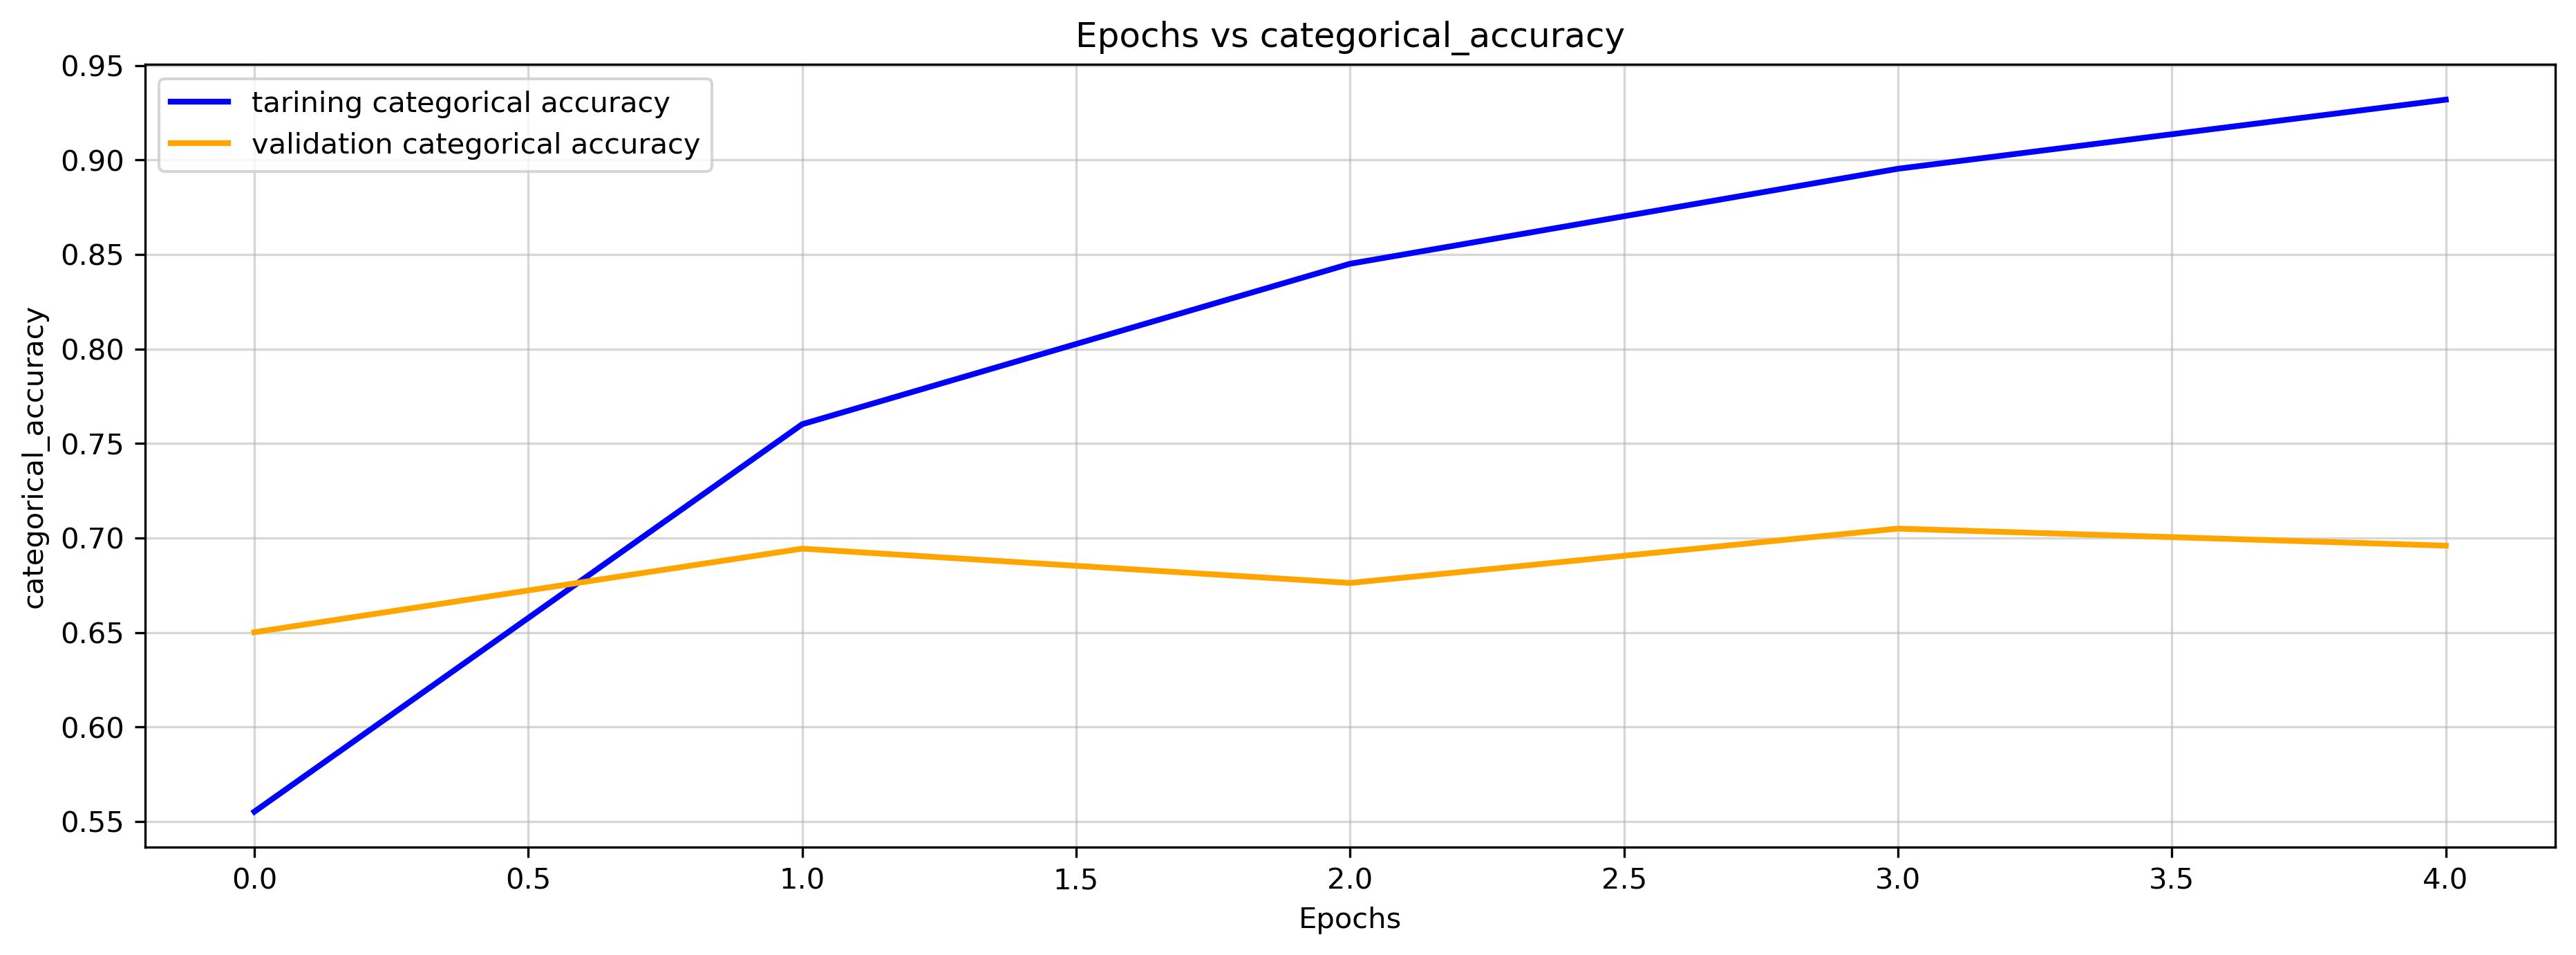 Epochs vs categorical_accuracy
tarining categorical accuracy
validation categorical accuracy
categorical_accuracy
0.95
0.90
0.85
0.80
0.75
0.70
0.65
0.60
0.55
0.0 0.5 1.0 1.5 2.0 2.5 3.0 3.5 4.0
Epochs